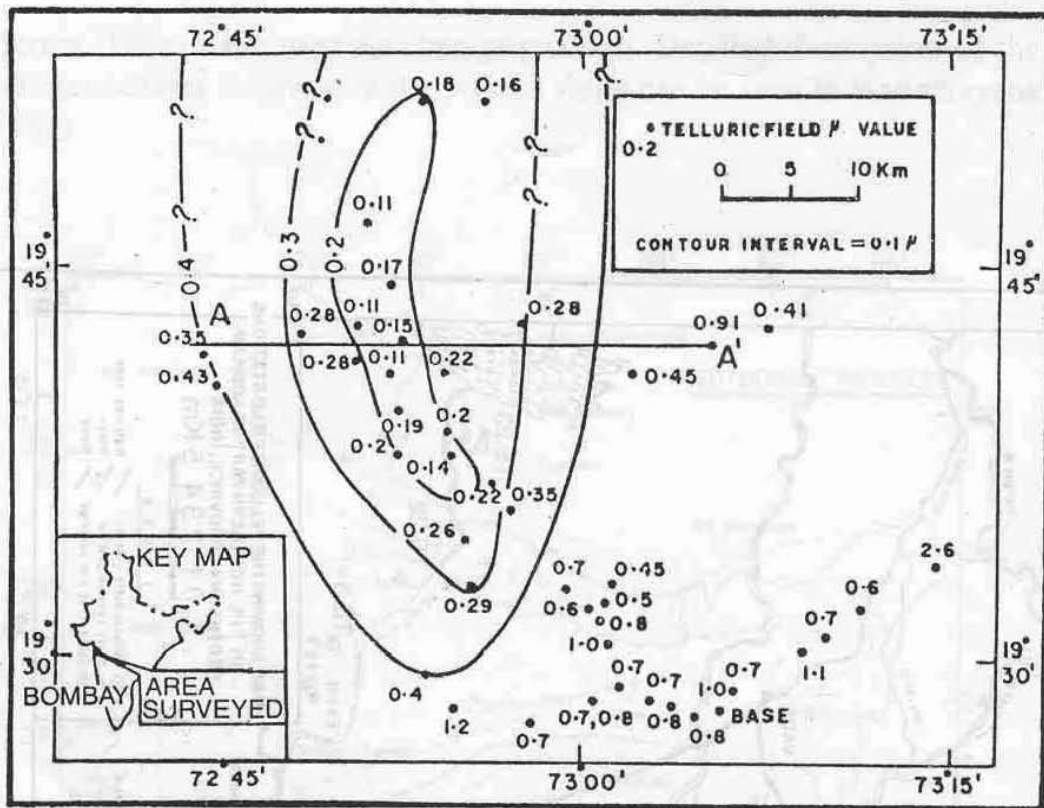 72°45' 73°00' 73°15'
0.18 0.16
? ? ? ?
• TELLURIC FIELD μ VALUE
0.2
0 5 10 Km
CONTOUR INTERVAL = 0.1 μ
0.11
?
19°45' 0.4 0.3 0.2 0.17 19°45'
A 0.28 0.11 0.15 0.28 0.91 0.41
0.35 0.28 0.11 0.22 A'
0.43 0.45
0.19 0.2
0.2 0.14
0.22 0.35
0.26
KEY MAP
0.29
0.7 0.45 2.6
0.6 0.5 0.6
0.8 0.7
19°30' 1.0 1.1 19°30'
BOMBAY AREA
SURVEYED
0.4 0.7 0.7 1.0 0.7
1.2 0.7 0.7,0.8 0.8 0.8 BASE
72°45' 73°00' 73°15'